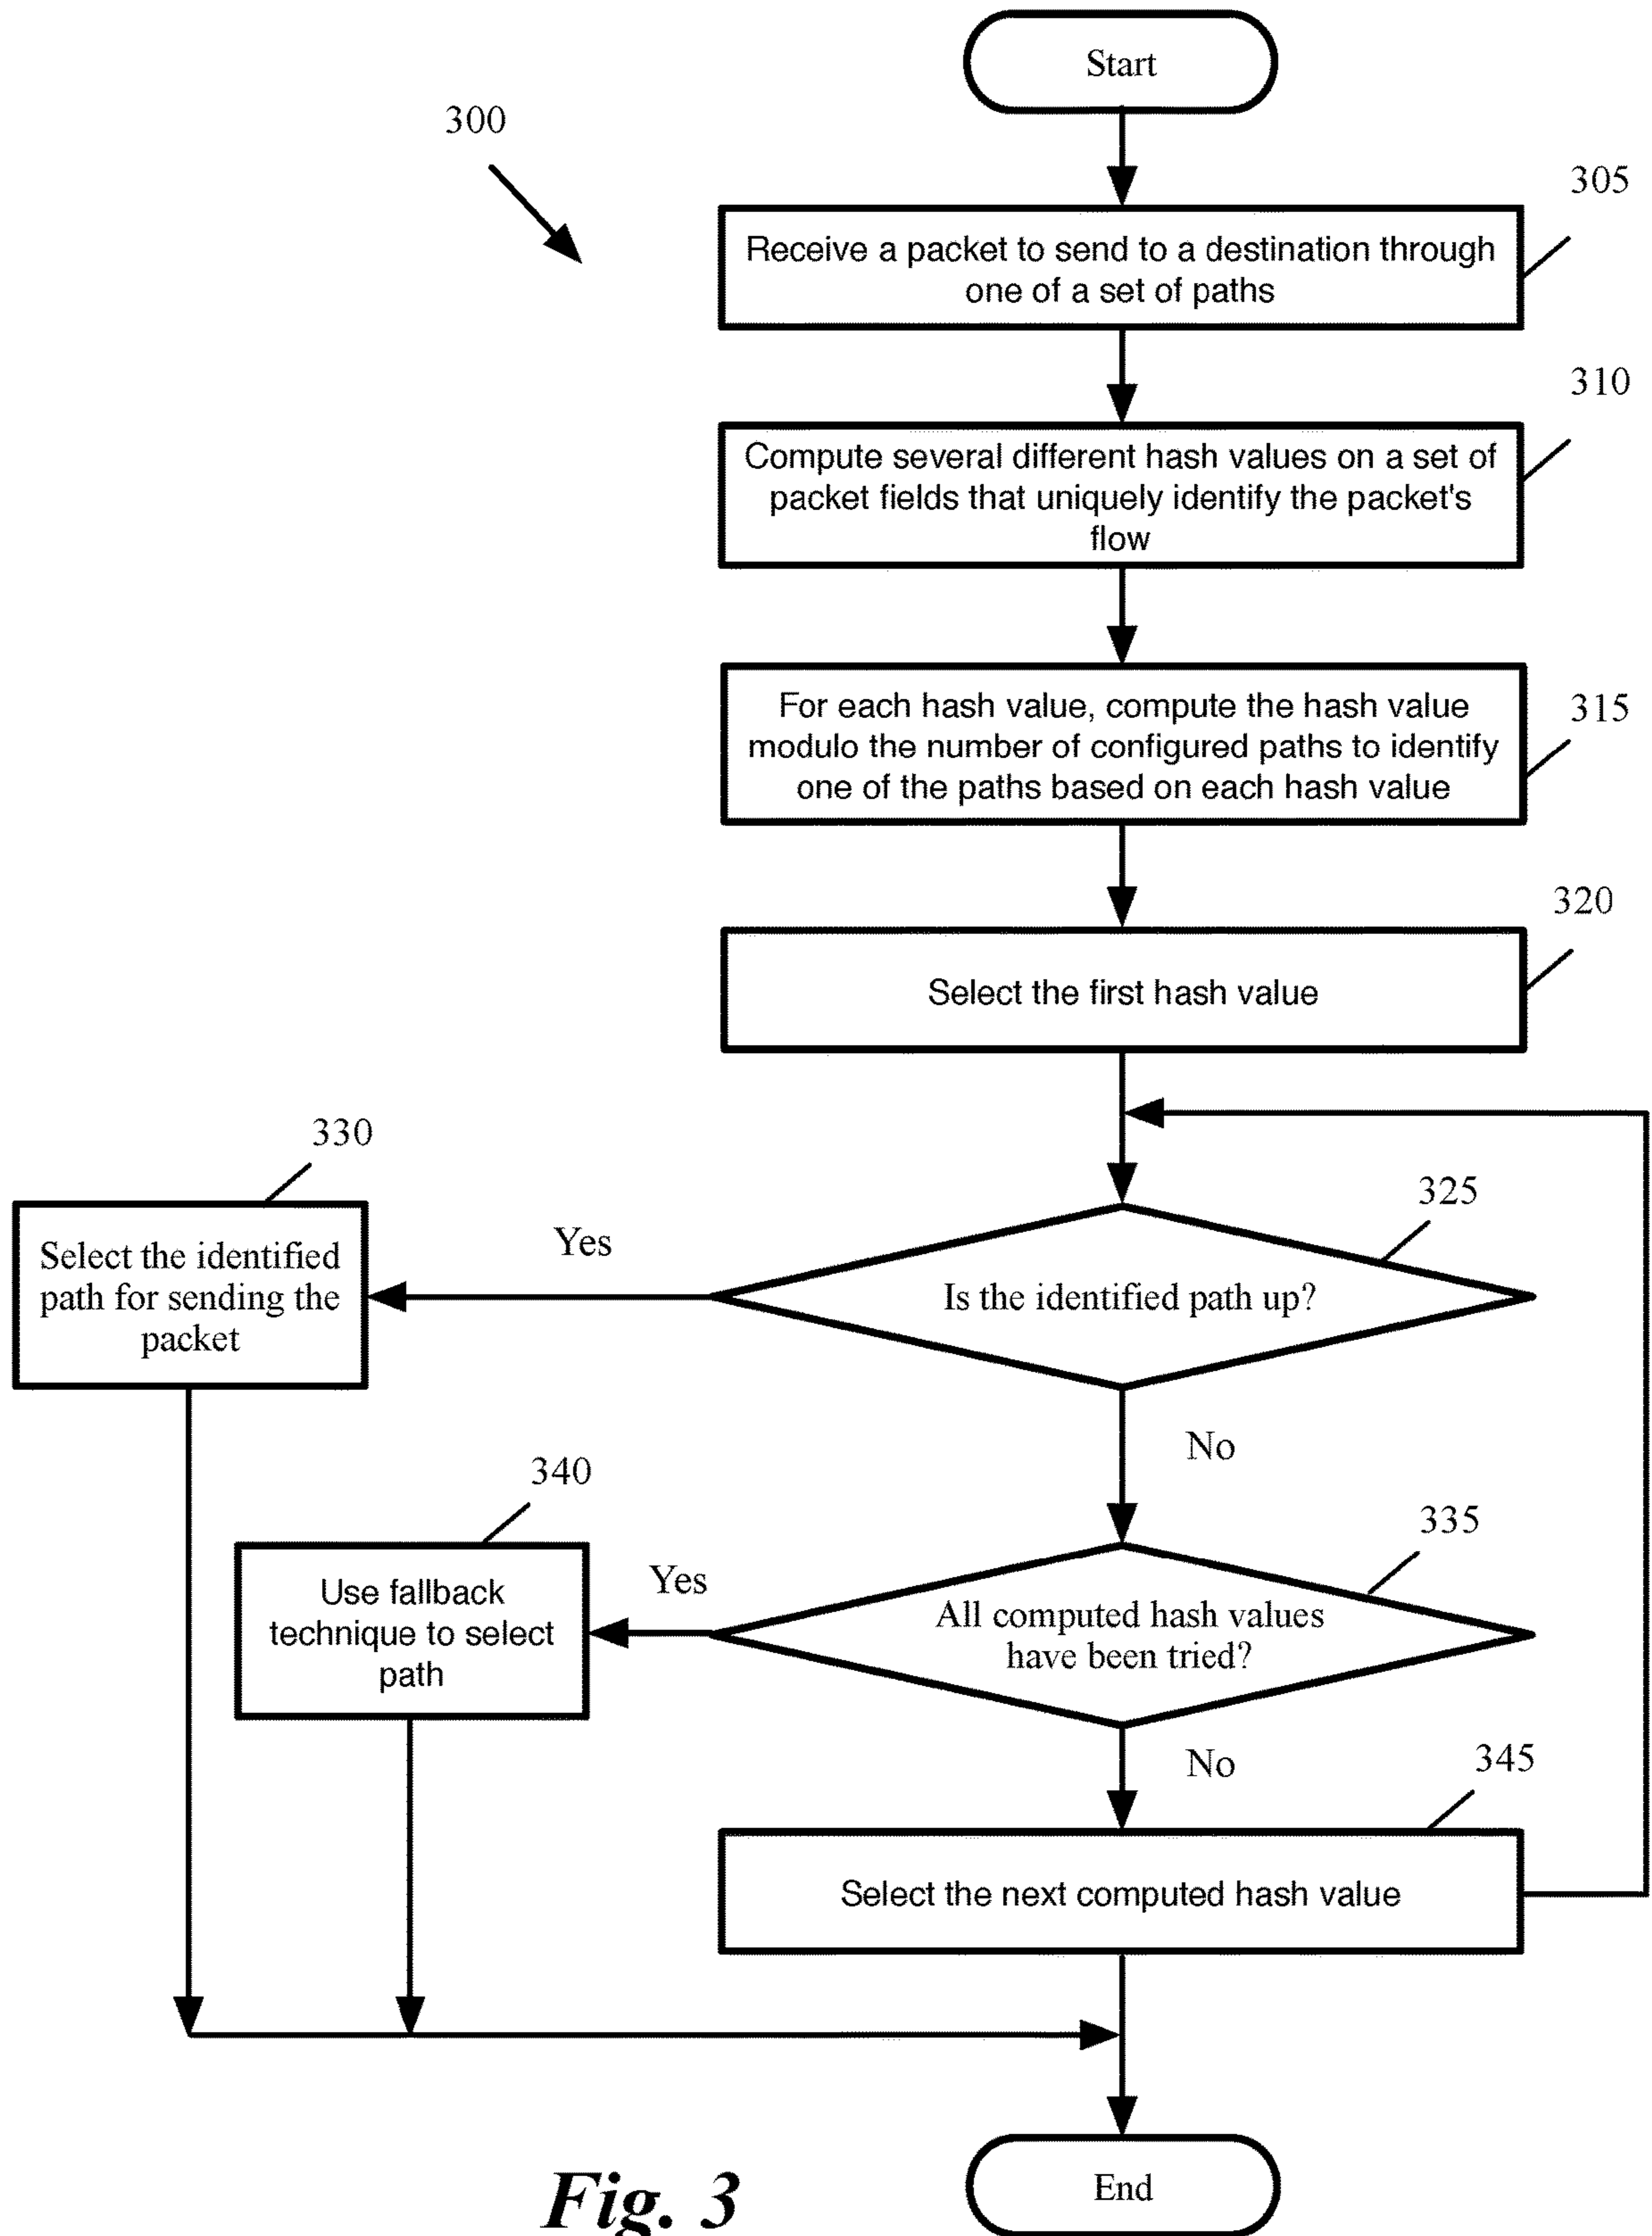 Start
300
305
Receive a packet to send to a destination through
one of a set of paths
310
Compute several different hash values on a set of
packet fields that uniquely identify the packet's
flow
315
For each hash value, compute the hash value
modulo the number of configured paths to identify
one of the paths based on each hash value
320
Select the first hash value
330
325
Select the identified
path for sending the
packet
Yes
Is the identified path up?
No
340
335
Use fallback
technique to select
path
Yes
All computed hash values
have been tried?
No
345
Select the next computed hash value
End
Fig. 3